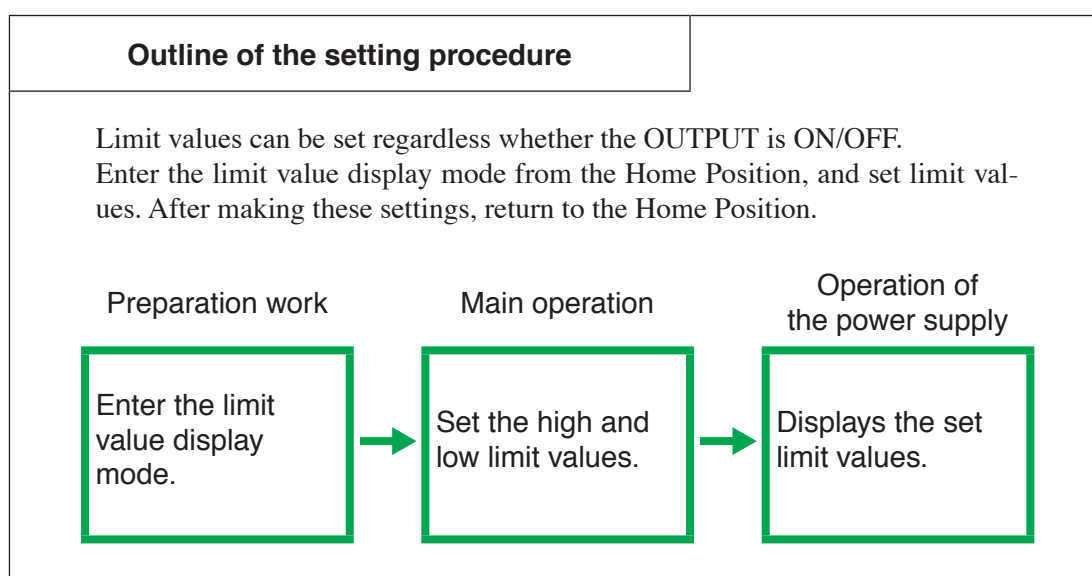 Outline of the setting procedure
Limit values can be set regardless whether the OUTPUT is ON/OFF.
Enter the limit value display mode from the Home Position, and set limit val-
ues. After making these settings, return to the Home Position.
Preparation work
Enter the limit
value display
mode.
Main operation
Set the high and
low limit values.
Operation of
the power supply
Displays the set
limit values.